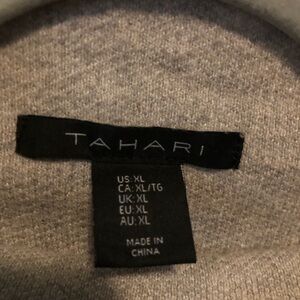 TAHARI
US: XL
CA: XL/TG
UK: XL
EU: XL
AU: XL
MADE IN
CHINA